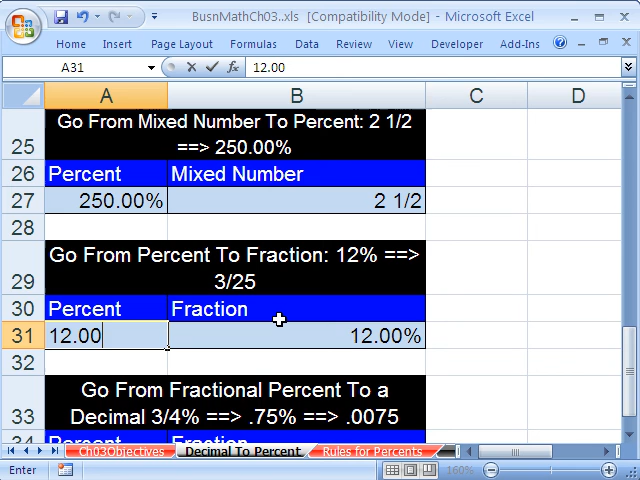 BusnMathCh03..xls [Compatibility Mode] - Microsoft Excel
Home Insert Page Layout Formulas Data Review View Developer Add-Ins
A31 fx 12.00
A B C D
25 Go From Mixed Number To Percent: 2 1/2
==> 250.00%
26 Percent Mixed Number
27 250.00% 2 1/2
28
29 Go From Percent To Fraction: 12% ==>
3/25
30 Percent Fraction
31 12.00 12.00%
32
33 Go From Fractional Percent To a
Decimal 3/4% ==> .75% ==> .0075
34 Percent Fraction
Ch03Objectives Decimal To Percent Rules for Percents
Enter 160%